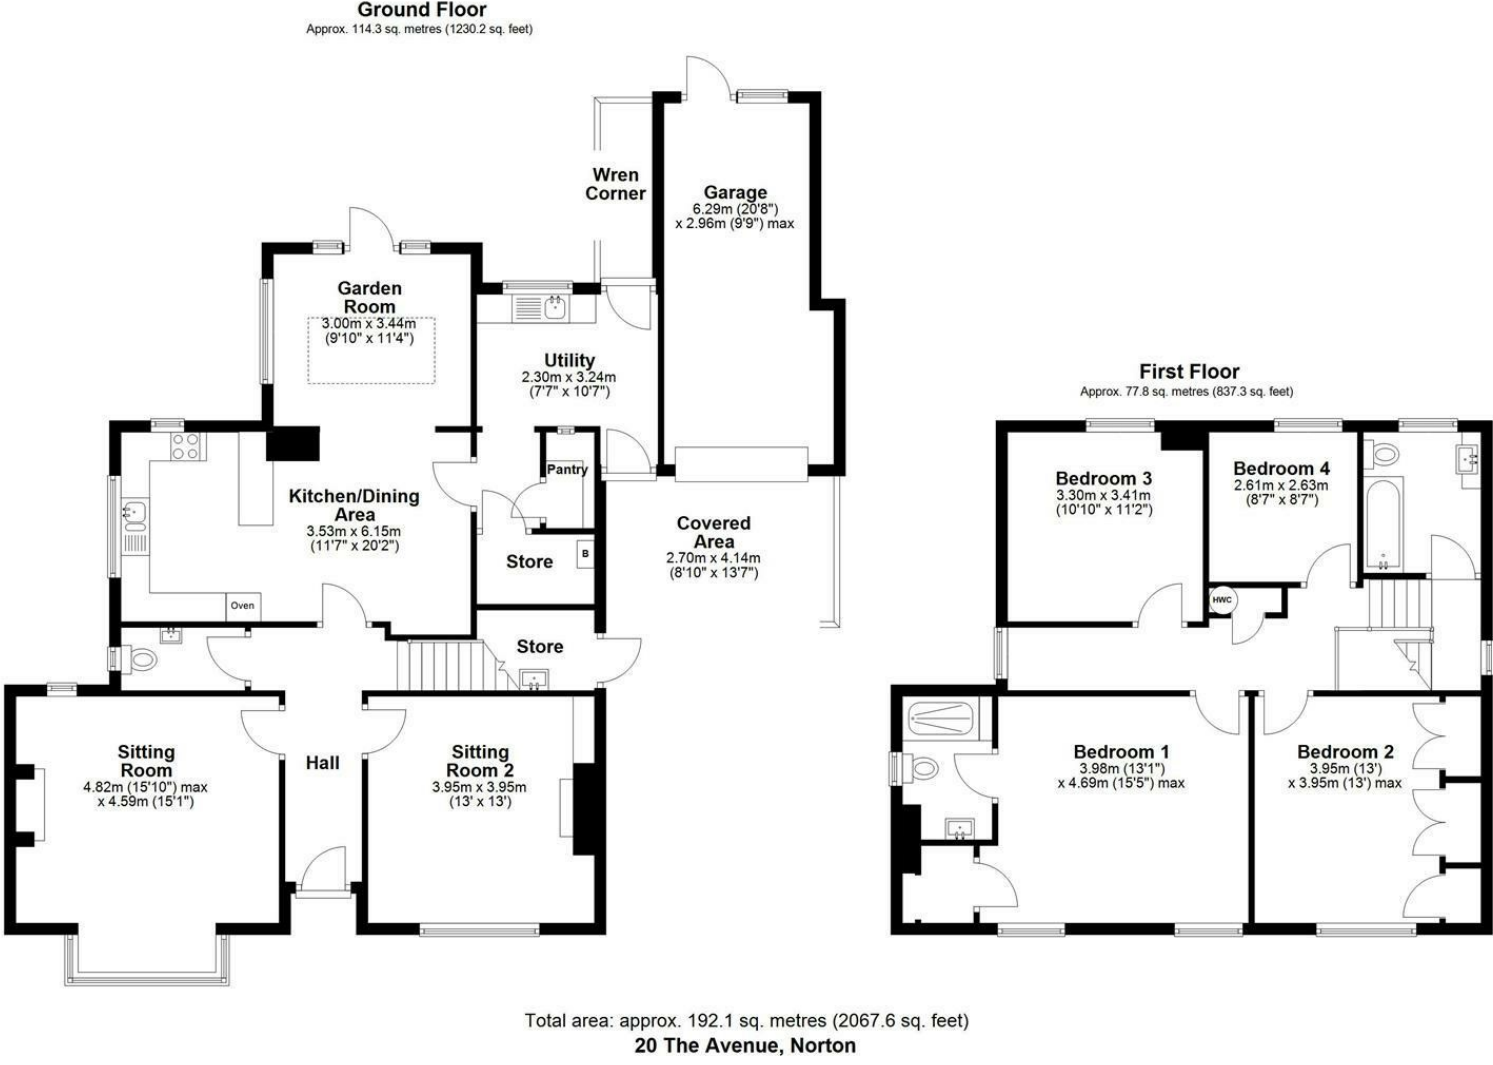 Ground Floor
Approx. 114.3 sq. metres (1230.2 sq. feet)
Wren
Corner
Garage
6.29m (20'8")
x 2.96m (9'9") max
Garden
Room
3.00m x 3.44m
(9'10" x 11'4")
Utility
2.30m x 3.24m
(7'7" x 10'7")
Pantry
Kitchen/Dining
Area
3.53m x 6.15m
(11'7" x 20'2")
Covered
Area
2.70m x 4.14m
(8'10" x 13'7")
Store
B
Oven
Store
Sitting
Room
4.82m (15'10") max
x 4.59m (15'1")
Hall
Sitting
Room 2
3.95m x 3.95m
(13' x 13')
First Floor
Approx. 77.8 sq. metres (837.3 sq. feet)
Bedroom 3
3.30m x 3.41m
(10'10" x 11'2")
Bedroom 4
2.61m x 2.63m
(8'7" x 8'7")
HWC
Bedroom 1
3.98m (13'1")
x 4.69m (15'5") max
Bedroom 2
3.95m (13')
x 3.95m (13') max
Total area: approx. 192.1 sq. metres (2067.6 sq. feet)
20 The Avenue, Norton